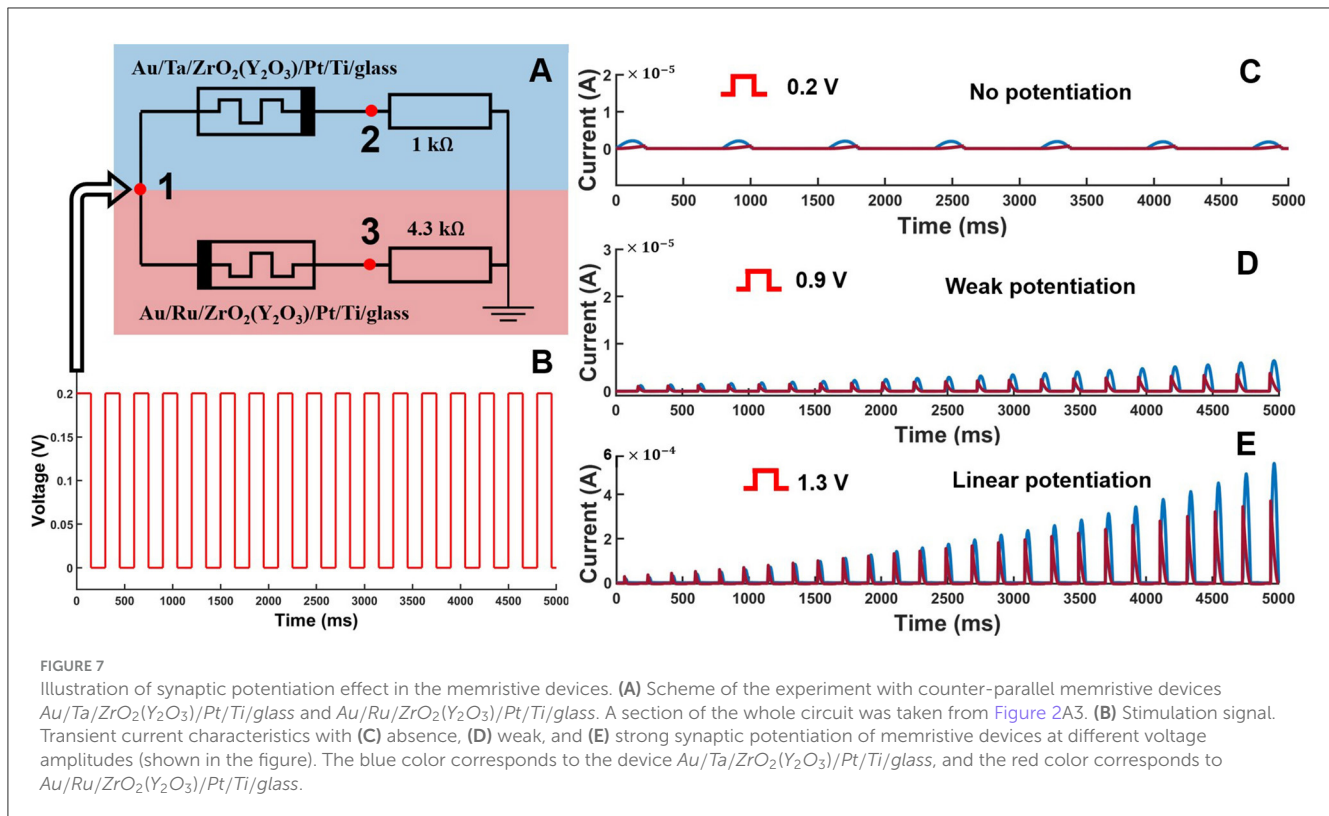 A
Au/Ta/ZrO₂(Y₂O₃)/Pt/Ti/glass
2
1 kΩ
1
3
4.3 kΩ
Au/Ru/ZrO₂(Y₂O₃)/Pt/Ti/glass
B
Voltage (V)
0.2
0.15
0.1
0.05
0
0 500 1000 1500 2000 2500 3000 3500 4000 4500 5000
Time (ms)
C
× 10⁻⁵
0.2 V
No potentiation
Current (A)
2
1
0
0 500 1000 1500 2000 2500 3000 3500 4000 4500 5000
Time (ms)
D
× 10⁻⁵
0.9 V
Weak potentiation
Current (A)
3
2
1
0
0 500 1000 1500 2000 2500 3000 3500 4000 4500 5000
Time (ms)
E
× 10⁻⁴
1.3 V
Linear potentiation
Current (A)
6
4
2
0
0 500 1000 1500 2000 2500 3000 3500 4000 4500 5000
Time (ms)
FIGURE 7
Illustration of synaptic potentiation effect in the memristive devices. (A) Scheme of the experiment with counter-parallel memristive devices
Au/Ta/ZrO₂(Y₂O₃)/Pt/Ti/glass and Au/Ru/ZrO₂(Y₂O₃)/Pt/Ti/glass. A section of the whole circuit was taken from Figure 2A3. (B) Stimulation signal.
Transient current characteristics with (C) absence, (D) weak, and (E) strong synaptic potentiation of memristive devices at different voltage
amplitudes (shown in the figure). The blue color corresponds to the device Au/Ta/ZrO₂(Y₂O₃)/Pt/Ti/glass, and the red color corresponds to
Au/Ru/ZrO₂(Y₂O₃)/Pt/Ti/glass.